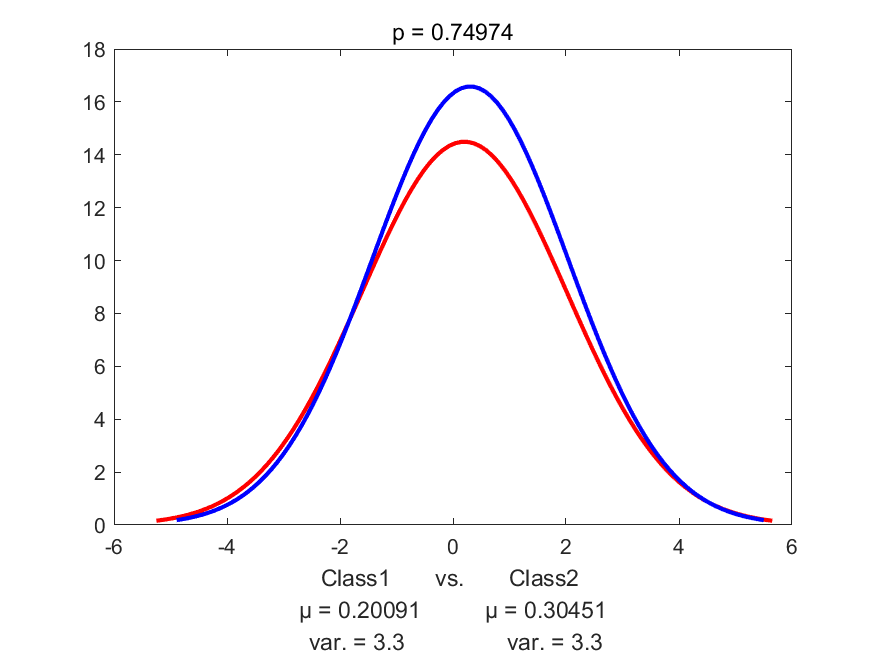 p = 0.74974
18
16
14
12
10
8
6
4
2
0
-6 -4 -2 0 2 4 6
Class1 vs. Class2
μ = 0.20091 μ = 0.30451
var. = 3.3 var. = 3.3